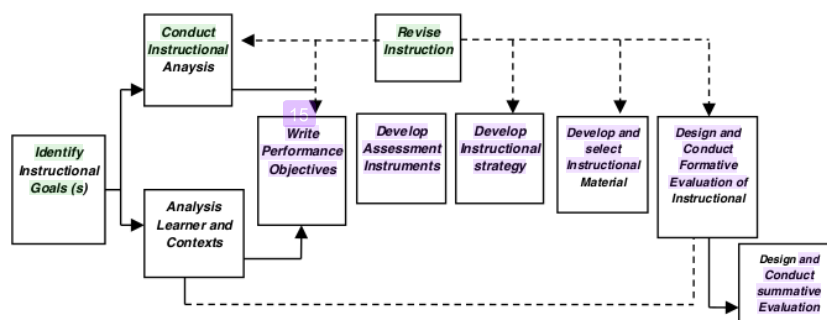 Conduct
Instructional
Anaysis
Revise
Instruction
Identify
Instructional
Goals (s)
Analysis
Learner and
Contexts
15
Write
Performance
Objectives
Develop
Assessment
Instruments
Develop
Instructional
strategy
Develop and
select
Instructional
Material
Design and
Conduct
Formative
Evaluation of
Instructional
Design and
Conduct
summative
Evaluation